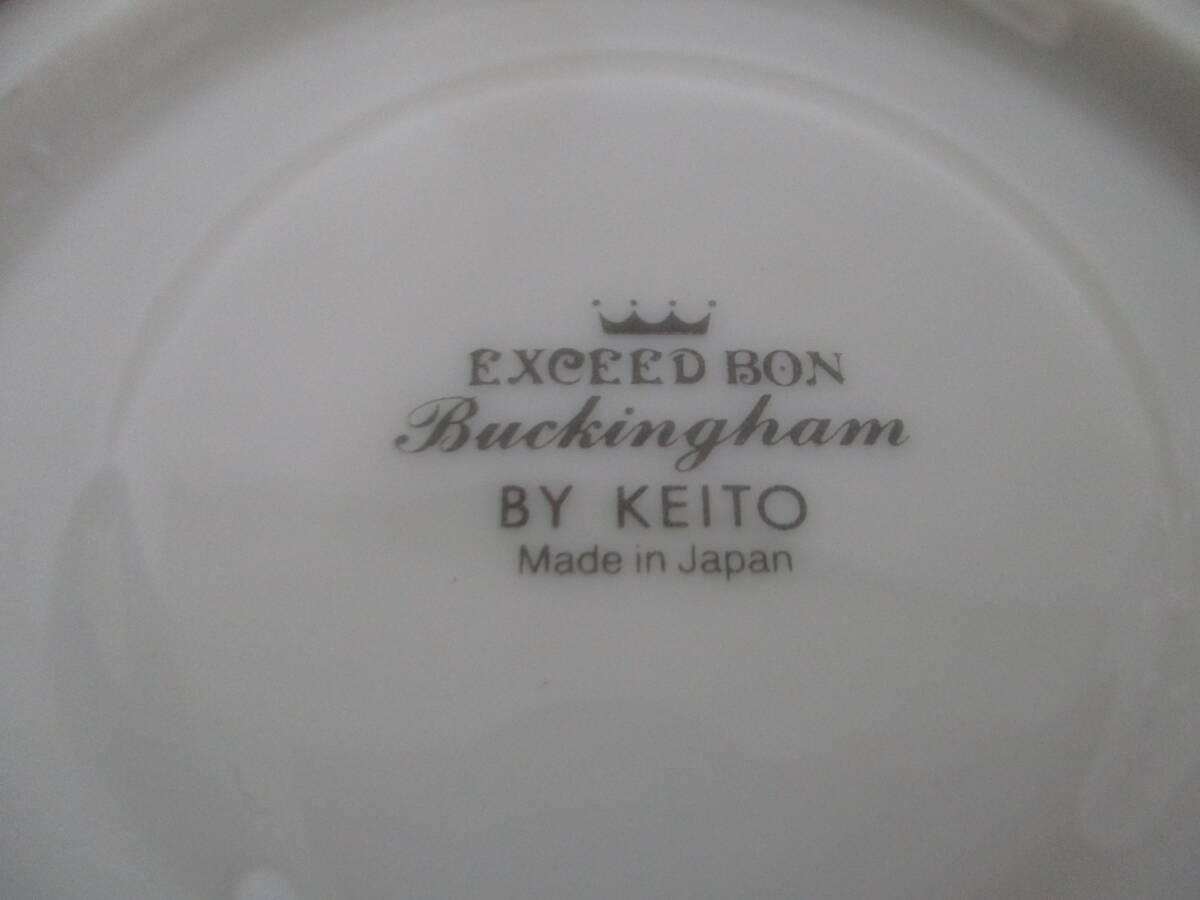 EXCEED BON
Buckingham
BY KEITO
Made in Japan